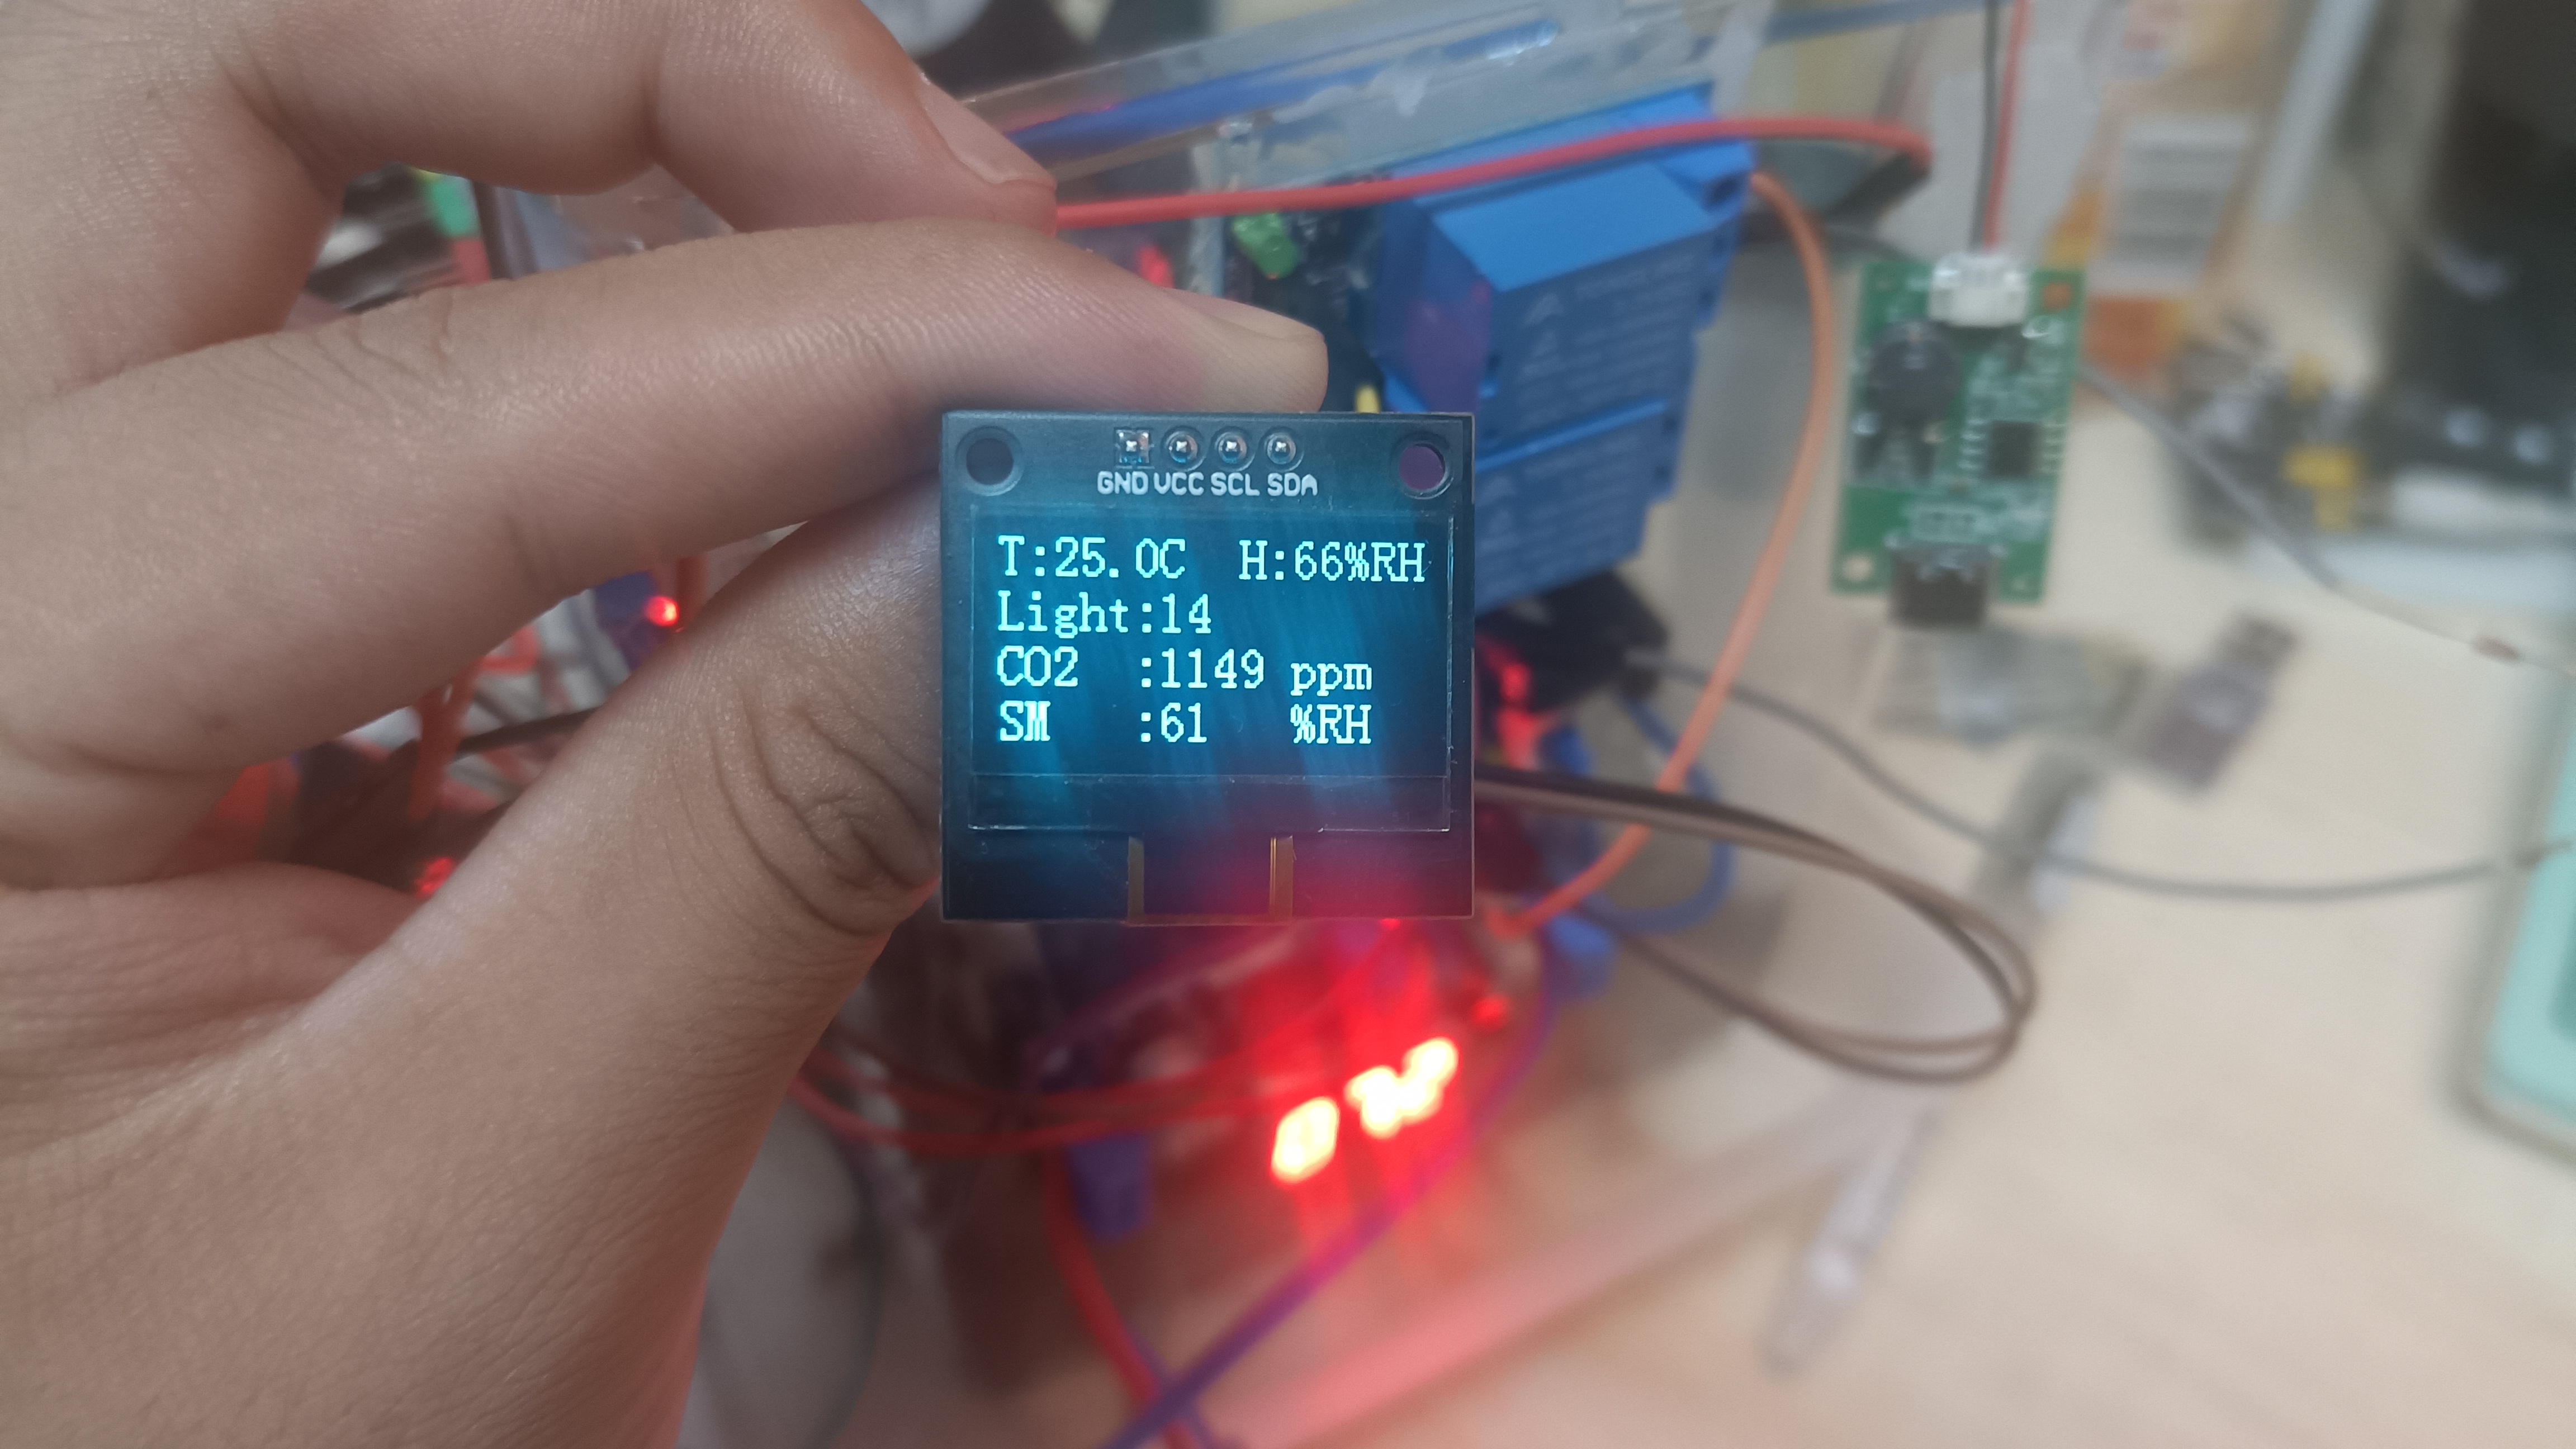 GND VCC SCL SDA
T:25.0C H:66%RH
Light:14
CO2 :1149 ppm
SM :61 %RH